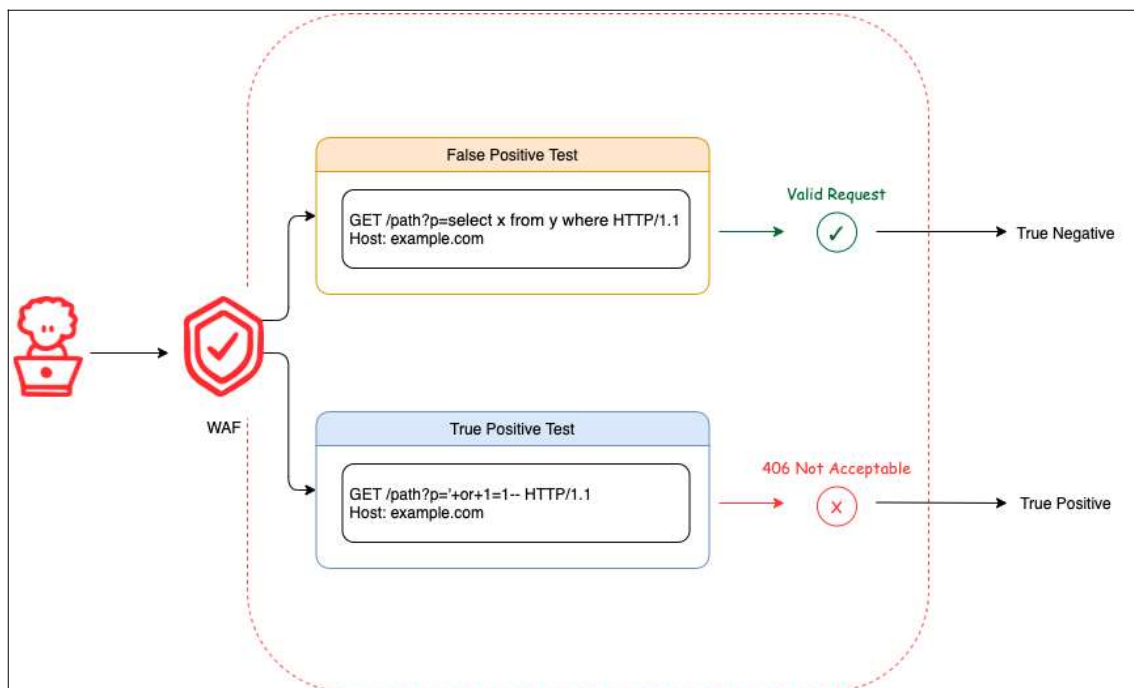 False Positive Test
GET /path?p=select x from y where HTTP/1.1
Host: example.com
Valid Request
True Negative
WAF
True Positive Test
GET /path?p='+or+1=1-- HTTP/1.1
Host: example.com
406 Not Acceptable
True Positive